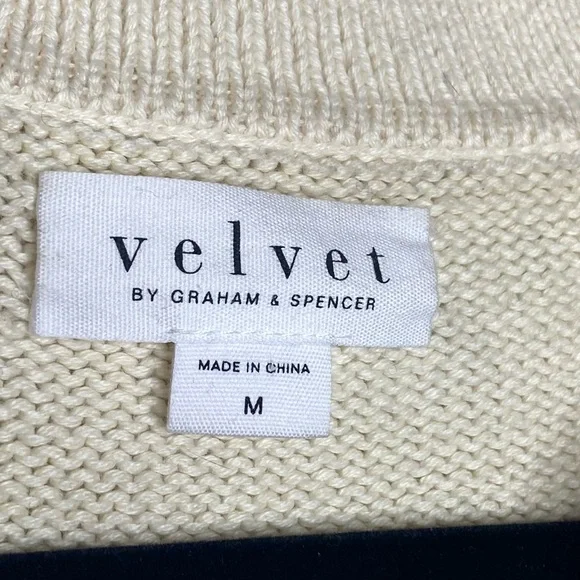 velvet
BY GRAHAM & SPENCER
MADE IN CHINA
M